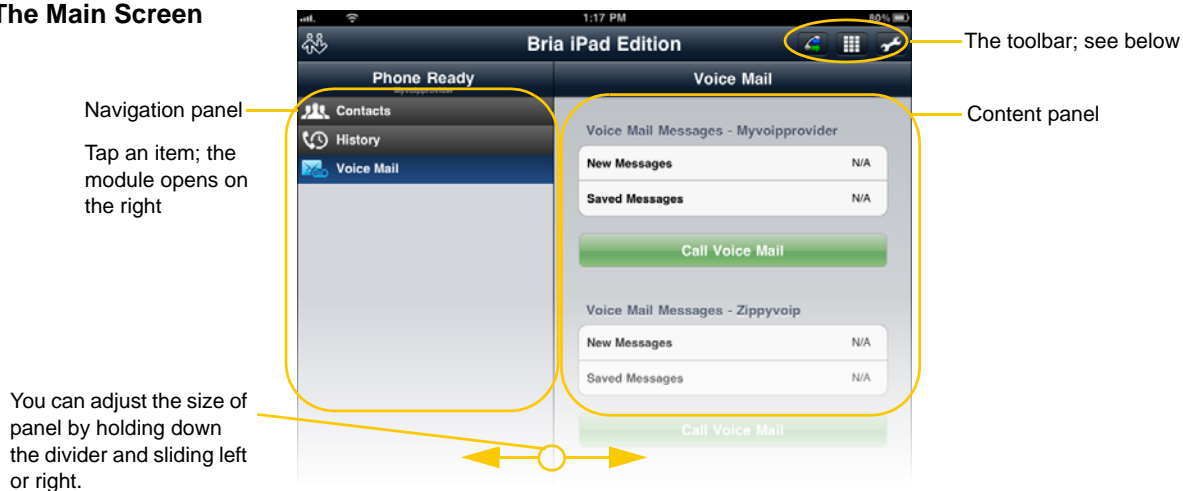 The Main Screen
1:17 PM
80%
Bria iPad Edition
The toolbar; see below
Phone Ready
Myvoipprovider
Voice Mail
Navigation panel
Contacts
Content panel
History
Voice Mail
Tap an item; the
module opens on
the right
Voice Mail Messages - Myvoipprovider
New Messages N/A
Saved Messages N/A
Call Voice Mail
Voice Mail Messages - Zippyvoip
New Messages N/A
Saved Messages N/A
Call Voice Mail
You can adjust the size of
panel by holding down
the divider and sliding left
or right.